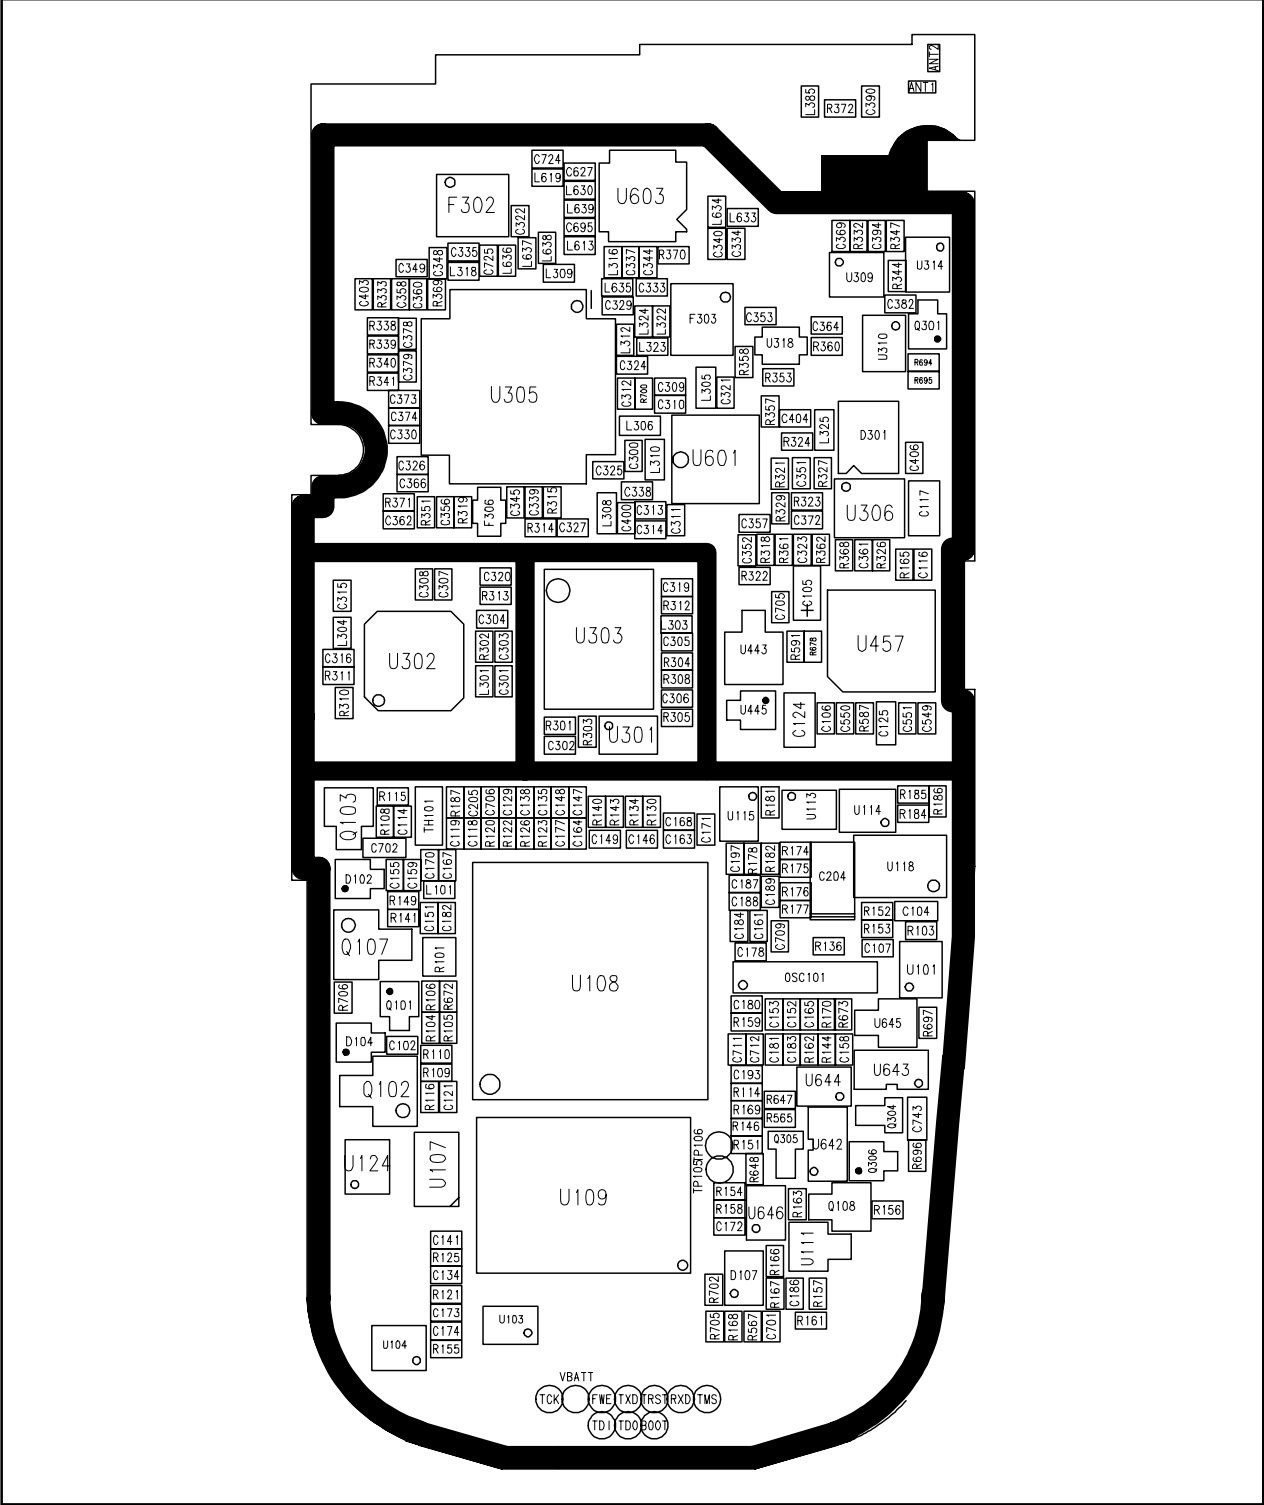 ANT2
ANT1
L385 R372 C390
C724
L619
C627
L630
L639
C695
L613
U603
F302
C322
L634 L633
C340 C334
L637 L638
C335
L318
C725 L636
L309
C349 C348
L316 C337 C344 R370
C369 R332 C394 R347
U309 R344 U314
C403 R333 C358 C360 R369
L635 C333
C329
C382
Q301
R338
R339
R340
R341
C378
C379
U305
L312 L324 L322
L323
C324
F303
C353
U318
C364
R360
U310
R694
R695
R358
R353
C373
C374
C330
C312 R700 C309
C310
L305 C321
L306
R357 C404
R324 L325
D301
C406
C326
C366
C325 C300 L310
U601
R321 C351 R327
R371
C362
R351 C356 R319
F306
C345 C339 R315
R314 C327
L308 C338
C400 C313
C314
C311
R329 R323
C372
C357
U306
C117
C352 R318 R361 C323 R362
R368 C361 R326
R165 C116
R322
C315
C308 C307
C320
R313
C304
L304
C316
R311
R310
U302
R302 C303
L301 C301
U303
C319
R312
L303
C305
R304
R308
C306
R305
R301
C302
R303 U301
C705 C105
+
U443
R591 R678
U457
U445
C124
C106 C550 R587 C125 C551 C549
Q103
R115
R108 C114
C702
TH101
R187 C205 C706 C129 C138 C135 C148 C147
C119 C118 R120 R122 R126 R123 C177 C164
R140 R143 R134 R130
C149 C146
C168
C163
C171
U115
R181
U113
U114
R185
R184
R186
D102
C155 C159
C170 C167
L101
R149
R141
C151 C182
C197 R178 R182
R174
R175
R176
R177
C187
C188
C189
C204
U118
Q107
R101
U108
C184 C161
C178
C709
R136
R152
R153
C107
C104
R103
U101
OSC101
R706
Q101
R106 R672
R104 R105
D104
C102
R110
R109
Q102
R116 C121
C180
R159
C153 C152 C165 R170 R673
U645
R697
C711 C712 C181 C183 R162 R144 C158
U643
C193
R114
R169
R146
R151
R647
R565
U644
Q304
C743
U124
U107
U109
TP106
TP105
R648
Q305
U642
Q306
R696
R154
R158
C172
U646
R163
Q108
R156
U111
C141
R125
C134
R121
C173
C174
R155
U104
U103
D107
R166
R702
R167 C186 R157
R705 R168 R567 C701
R161
VBATT
TCK FWE TXD TRST RXD TMS
TDI TDO BOOT